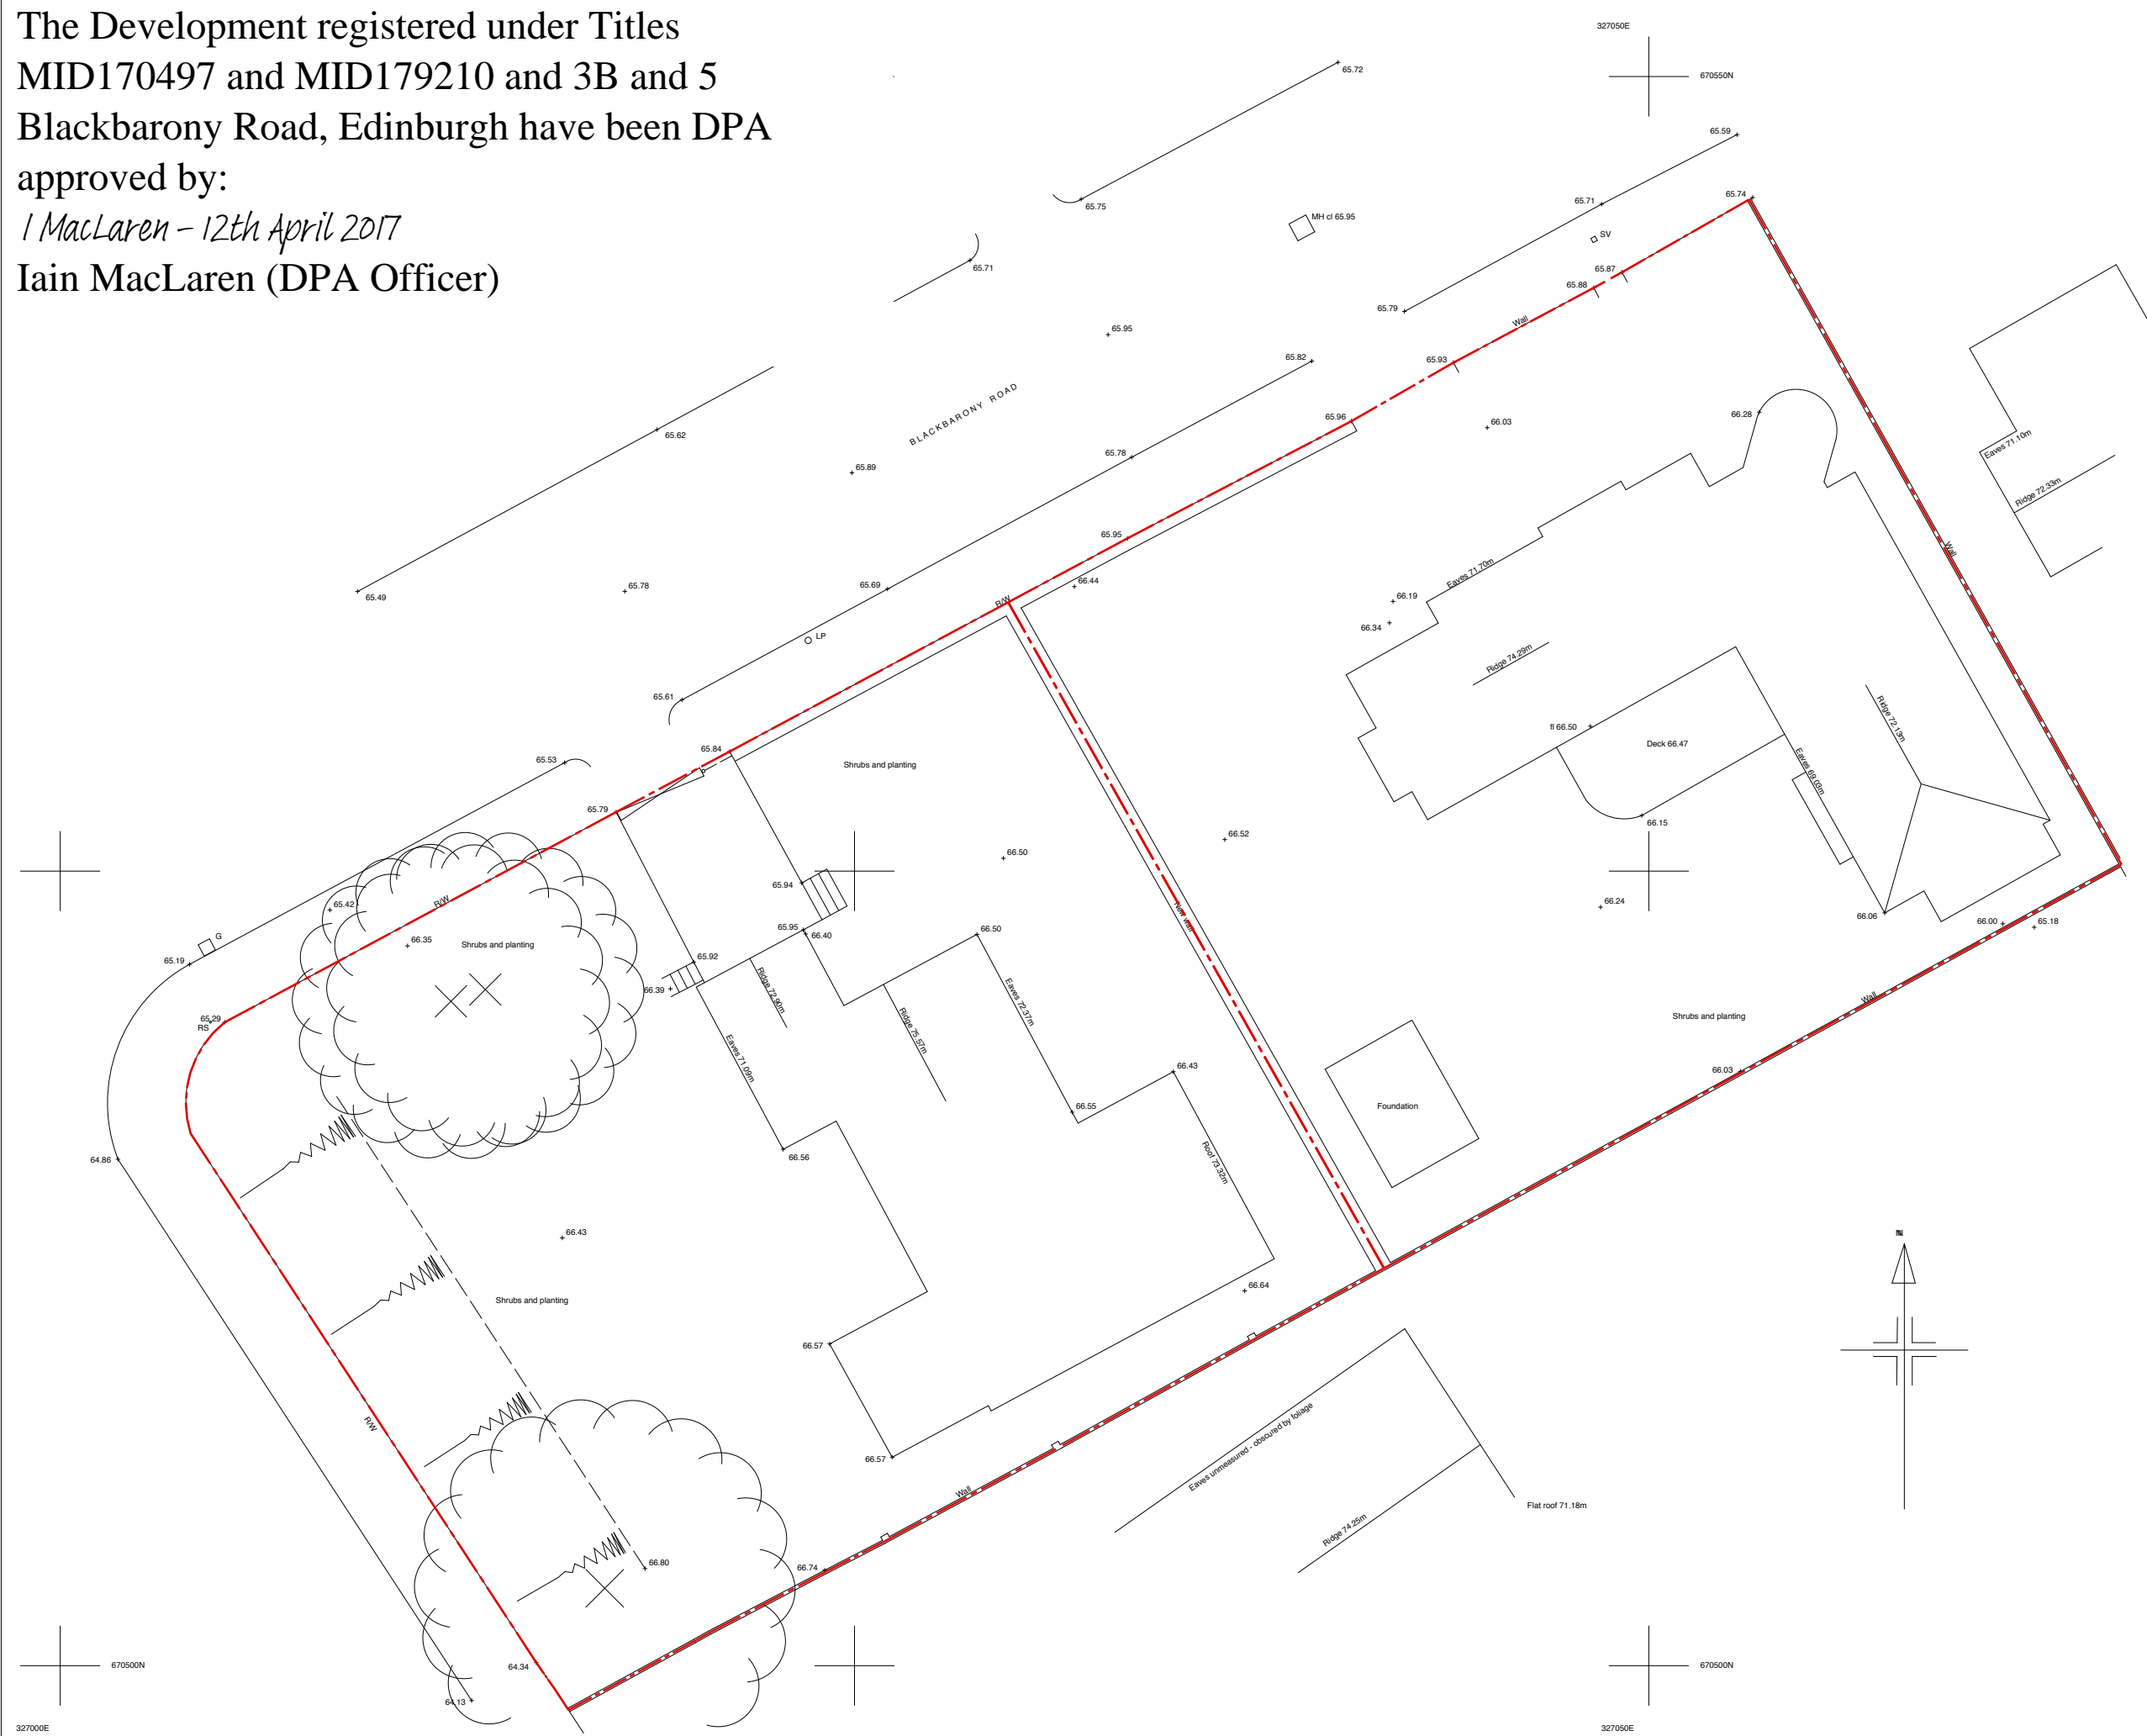 The Development registered under Titles
MID170497 and MID179210 and 3B and 5
Blackbarony Road, Edinburgh have been DPA
approved by:
I MacLaren – 12th April 2017
Iain MacLaren (DPA Officer)
327050E
670550N
65.72
65.59
65.74
65.75
65.71
MH cl 65.95
SV
65.71
65.87
65.88
65.79
Wall
65.95
65.82
65.93
BLACKBARONY ROAD
65.96
66.03
66.28
65.62
65.78
65.89
Eaves 71.10m
Ridge 72.33m
65.95
Wall
65.49
65.78
65.69
66.44
Eaves 71.70m
R/W
66.19
66.34
LP
Ridge 74.29m
65.61
65.84
65.53
Shrubs and planting
fl 66.50
Deck 66.47
Ridge 72.13m
Eaves 69.03m
65.79
66.15
66.52
66.50
65.94
65.42
R/W
66.24
66.06
66.00
65.18
New wall
G
66.35
Shrubs and planting
65.95
66.40
66.50
65.19
65.92
66.39
Ridge 72.90m
Eaves 72.37m
Wall
65.29
RS
Ridge 75.57m
Shrubs and planting
Eaves 71.09m
66.43
66.03
66.55
Foundation
64.86
66.56
Roof 73.32m
66.43
N
66.64
Shrubs and planting
66.57
R/W
Eaves unmeasured - obscured by foliage
66.57
Wall
Flat roof 71.18m
Ridge 74.25m
66.80
66.74
64.34
670500N
670500N
64.13
327000E
327050E